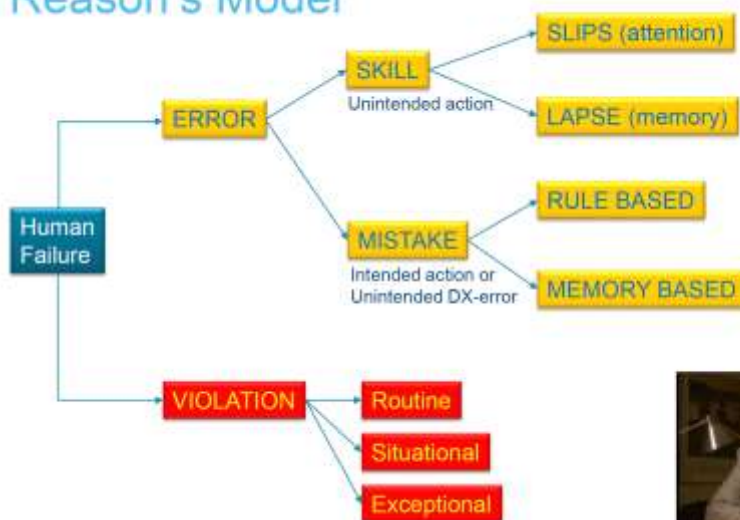 Reason's Model
SLIPS (attention)
SKILL
Unintended action
ERROR
LAPSE (memory)
RULE BASED
Human
Failure
MISTAKE
Intended action or
Unintended DX-error
MEMORY BASED
VIOLATION
Routine
Situational
Exceptional